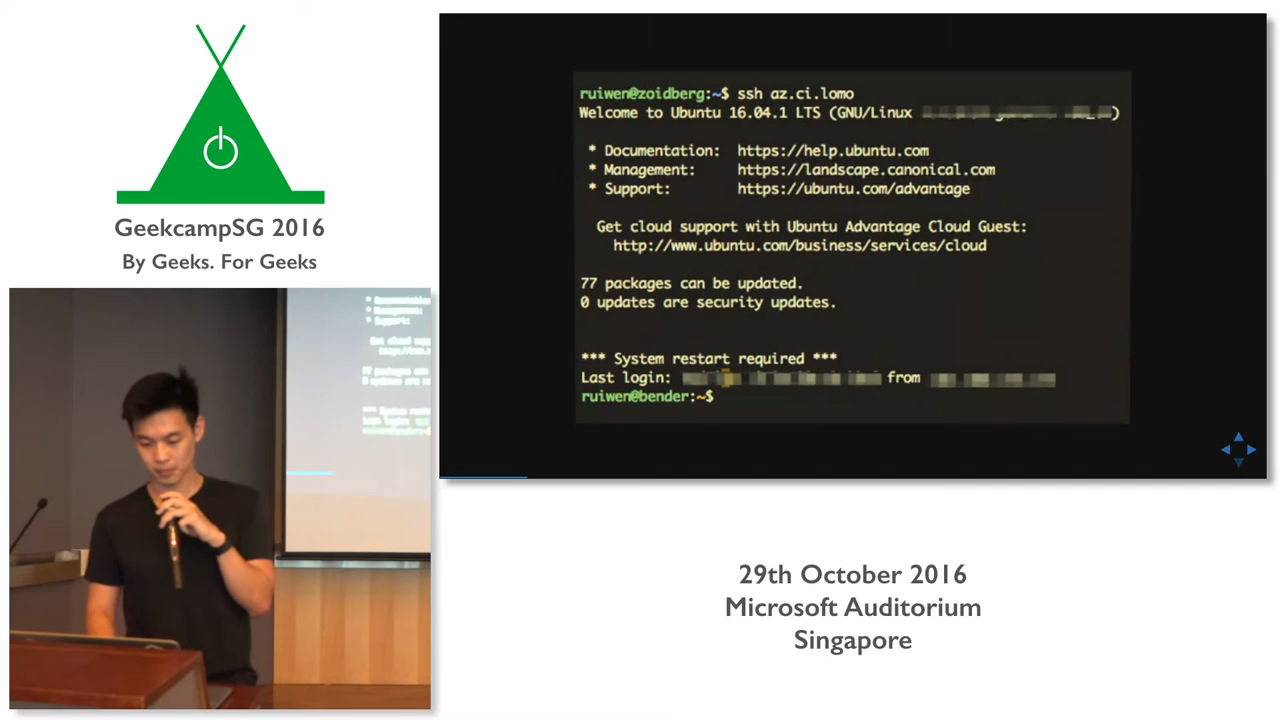 GeekcampSG 2016
By Geeks. For Geeks
ruiwen@zoidberg:~$ ssh az.ci.lomo
Welcome to Ubuntu 16.04.1 LTS (GNU/Linux )
* Documentation: https://help.ubuntu.com
* Management: https://landscape.canonical.com
* Support: https://ubuntu.com/advantage
Get cloud support with Ubuntu Advantage Cloud Guest:
http://www.ubuntu.com/business/services/cloud
77 packages can be updated.
0 updates are security updates.
*** System restart required ***
Last login: from
ruiwen@bender:~$
29th October 2016
Microsoft Auditorium
Singapore